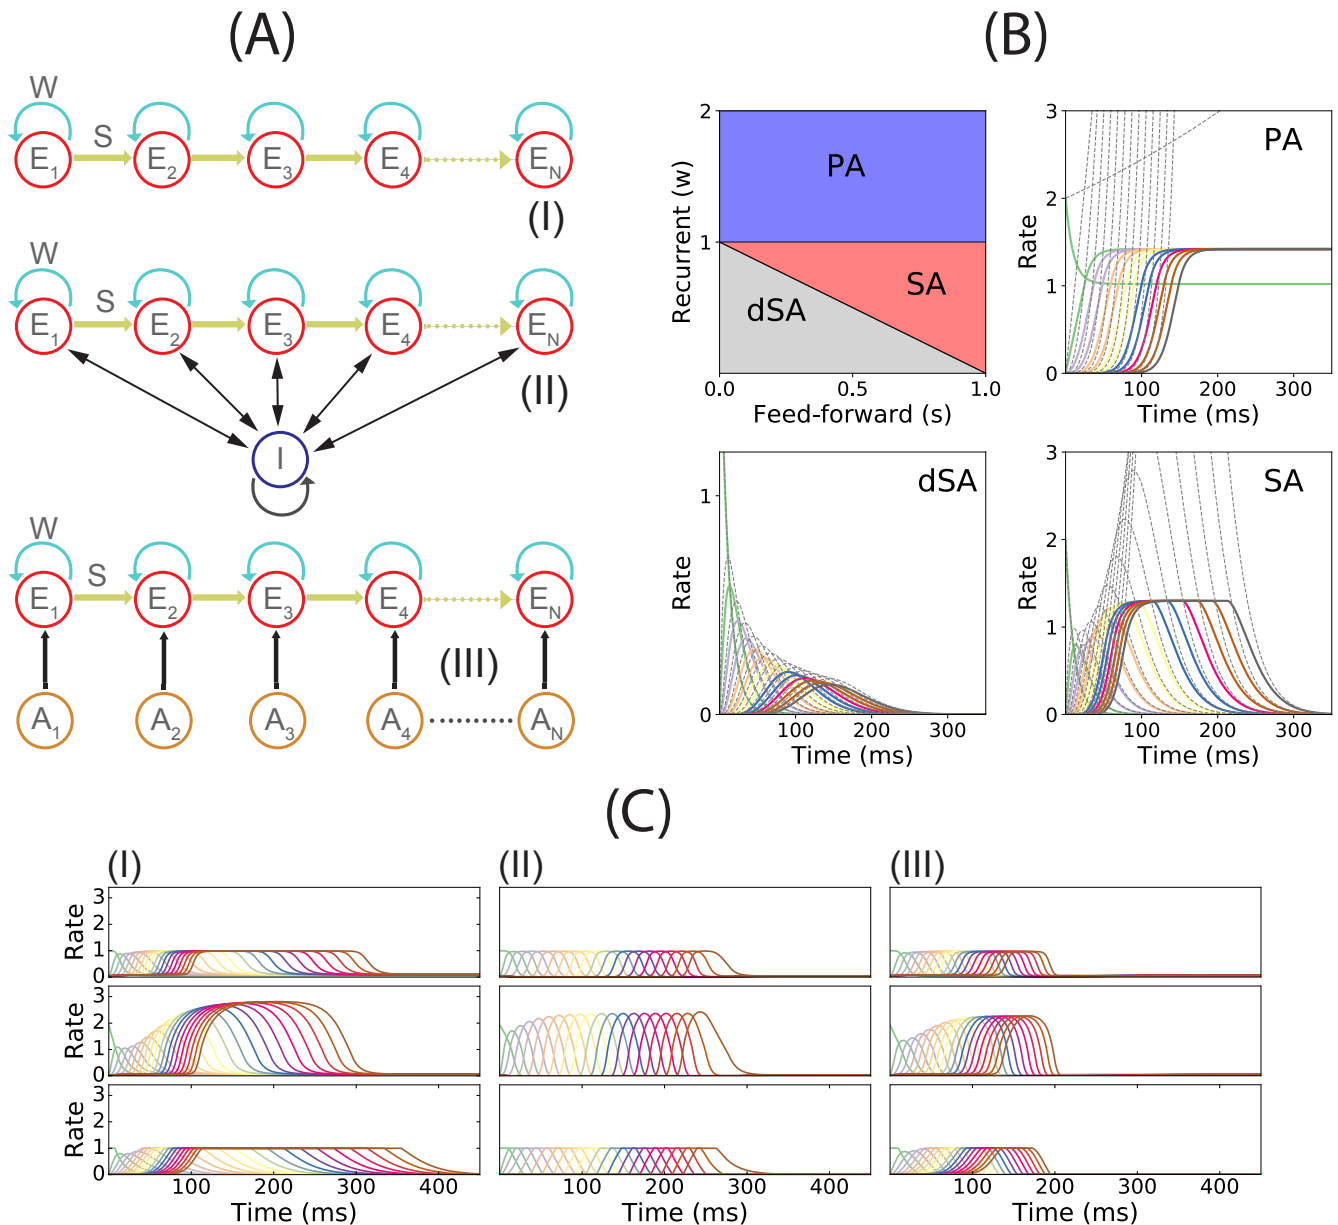 (A)
W
S
E1 E2 E3 E4 EN
(I)
W
S
E1 E2 E3 E4 EN
(II)
I
W
S
E1 E2 E3 E4 EN
(III)
A1 A2 A3 A4 AN
(B)
2
1
0
Recurrent (w)
PA
SA
dSA
0.0 0.5 1.0
Feed-forward (s)
3
2
1
0
Rate
PA
100 200 300
Time (ms)
1
0
Rate
dSA
100 200 300
Time (ms)
3
2
1
0
Rate
SA
100 200 300
Time (ms)
(C)
(I) (II) (III)
3
2
1
0
Rate
3
2
1
0
Rate
3
2
1
0
Rate
100 200 300 400
Time (ms)
100 200 300 400
Time (ms)
100 200 300 400
Time (ms)